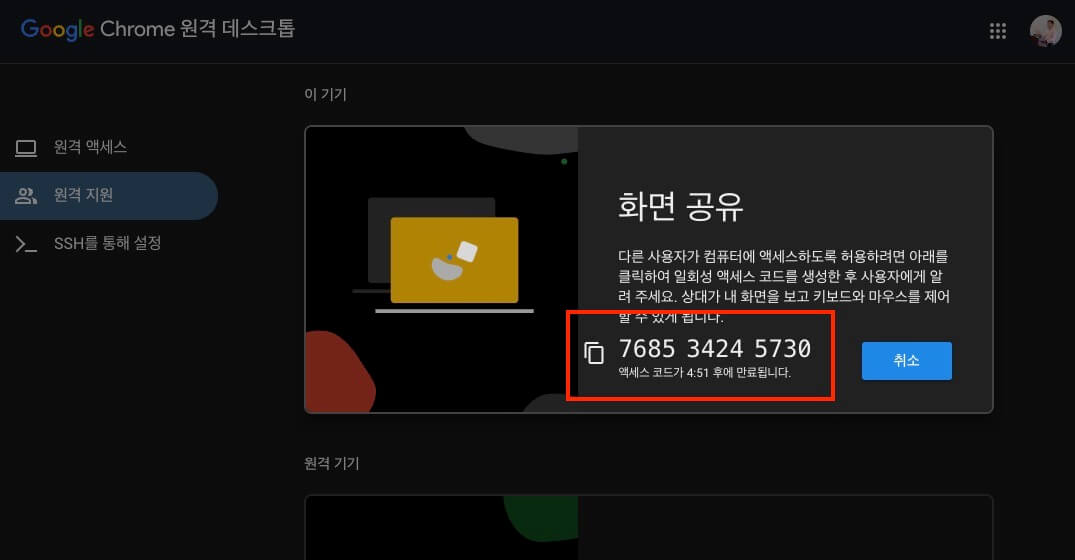 Google Chrome 원격 데스크톱
이 기기
원격 액세스
원격 지원
SSH를 통해 설정
화면 공유
다른 사용자가 컴퓨터에 액세스하도록 허용하려면 아래를
클릭하여 일회성 액세스 코드를 생성한 후 사용자에게 알
려 주세요. 상대가 내 화면을 보고 키보드와 마우스를 제어
할 수 있게 됩니다.
7685 3424 5730
액세스 코드가 4:51 후에 만료됩니다.
취소
원격 기기